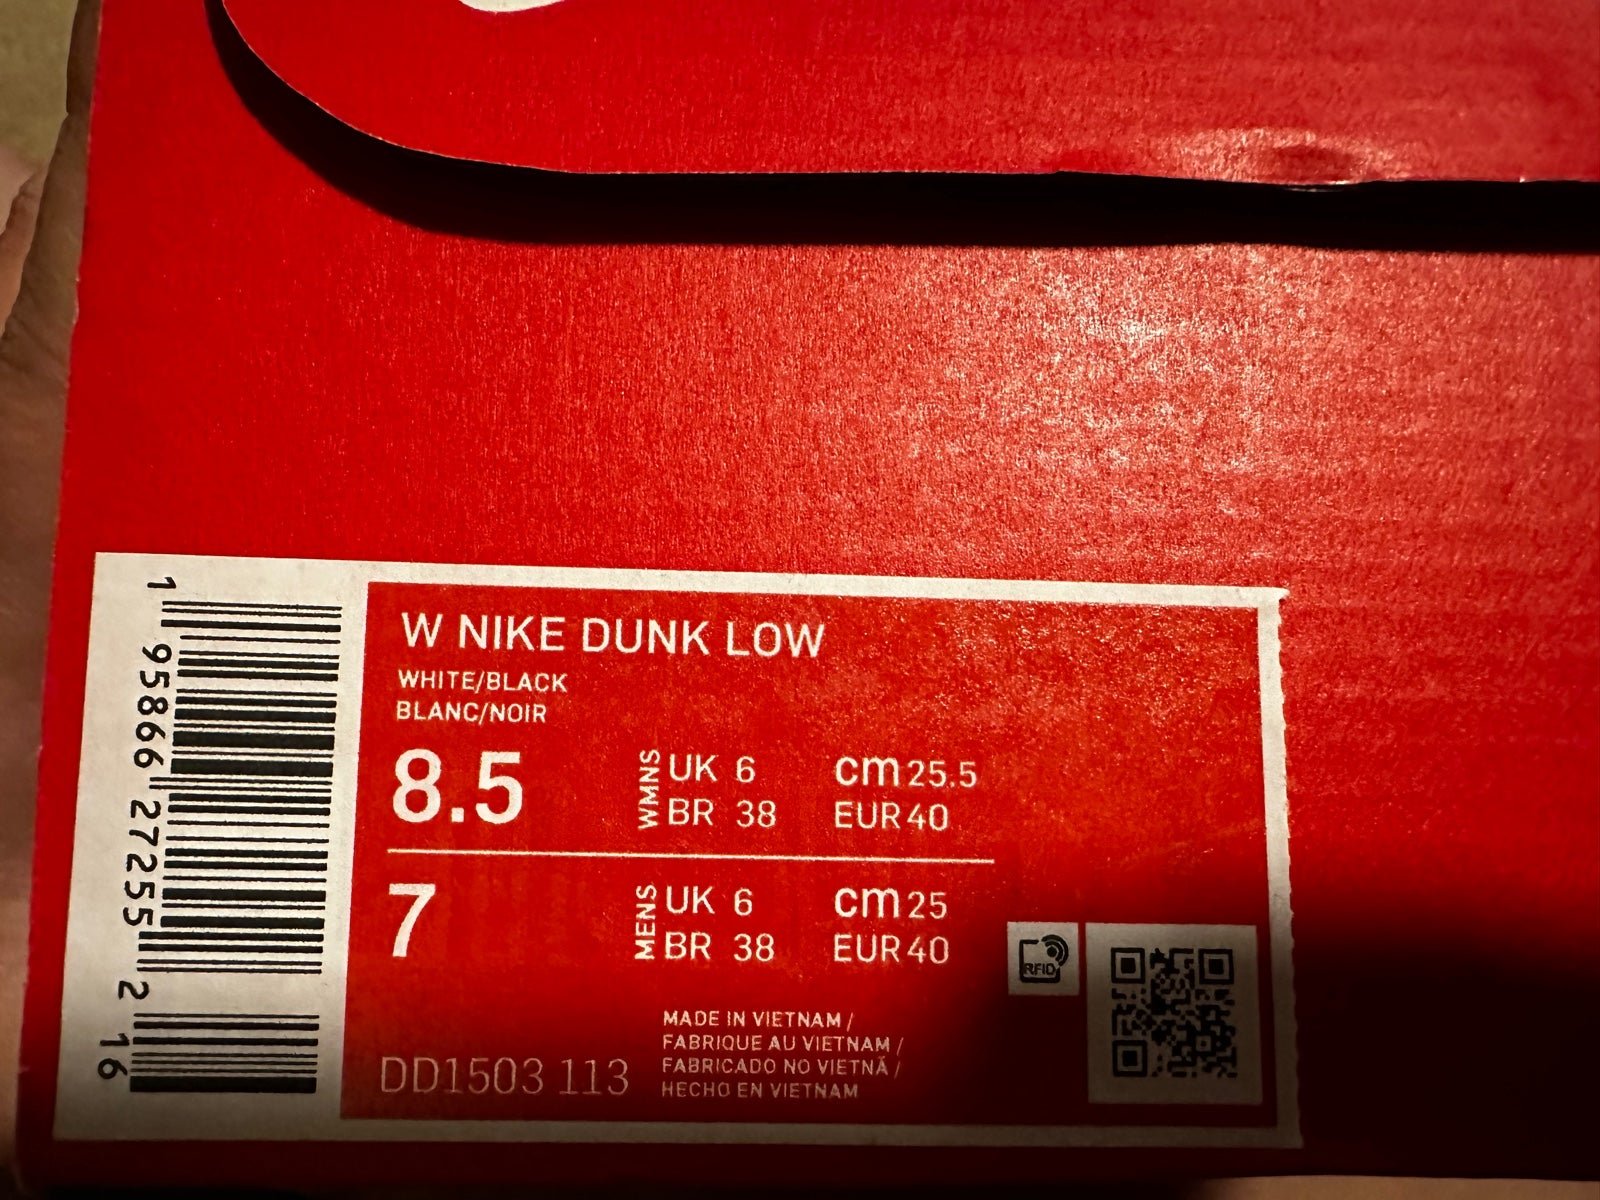 W NIKE DUNK LOW
WHITE/BLACK
BLANC/NOIR
8.5 WMNS UK 6 cm 25.5
BR 38 EUR 40
7 MENS UK 6 cm 25
BR 38 EUR 40
RFID
MADE IN VIETNAM /
FABRIQUE AU VIETNAM /
FABRICADO NO VIETNÃ /
HECHO EN VIETNAM
DD1503 113
1 95866 27255 2 16